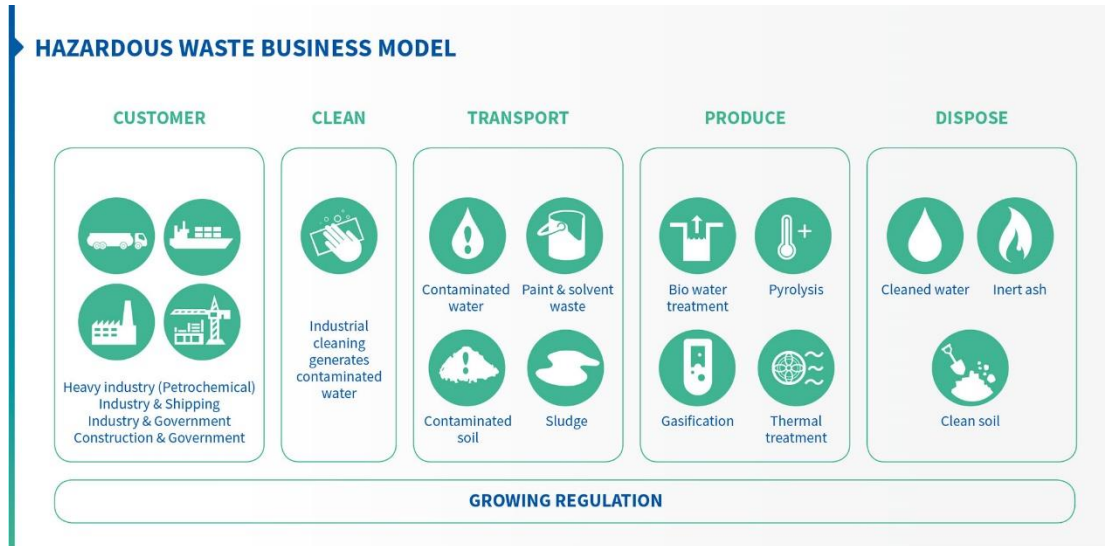 HAZARDOUS WASTE BUSINESS MODEL
CUSTOMER
Heavy industry (Petrochemical)
Industry & Shipping
Industry & Government
Construction & Government
CLEAN
Industrial
cleaning
generates
contaminated
water
TRANSPORT
Contaminated
water
Paint & solvent
waste
Contaminated
soil
Sludge
PRODUCE
Bio water
treatment
Pyrolysis
Gasification
Thermal
treatment
DISPOSE
Cleaned water
Inert ash
Clean soil
GROWING REGULATION